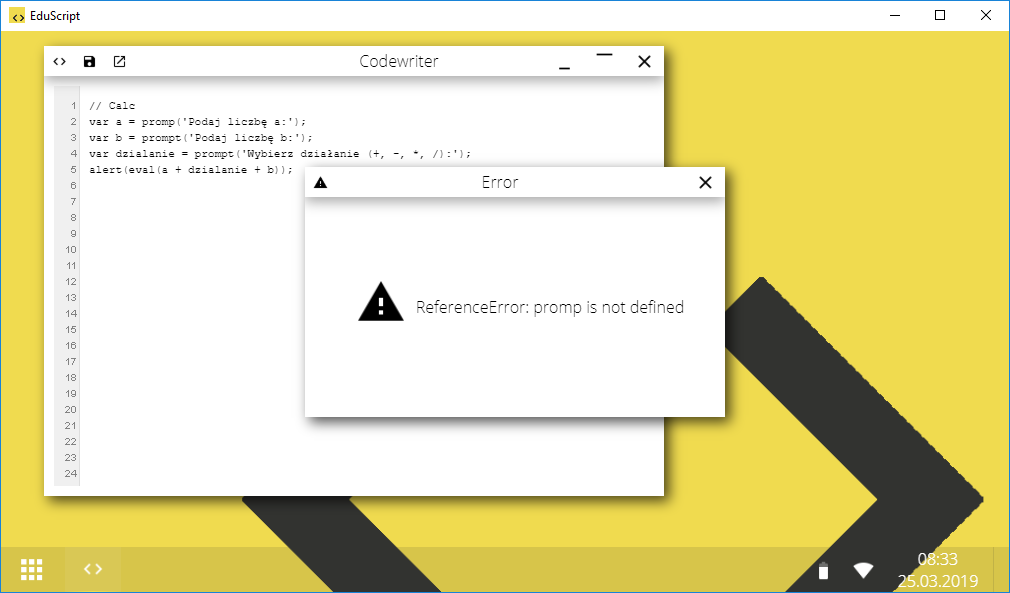 EduScript
Codewriter
1 // Calc
2 var a = promp('Podaj liczbę a:');
3 var b = prompt('Podaj liczbę b:');
4 var dzialanie = prompt('Wybierz działanie (+, -, *, /):');
5 alert(eval(a + dzialanie + b));
6
7
8
9
10
11
12
13
14
15
16
17
18
19
20
21
22
23
24
Error
ReferenceError: promp is not defined
08:33
25.03.2019